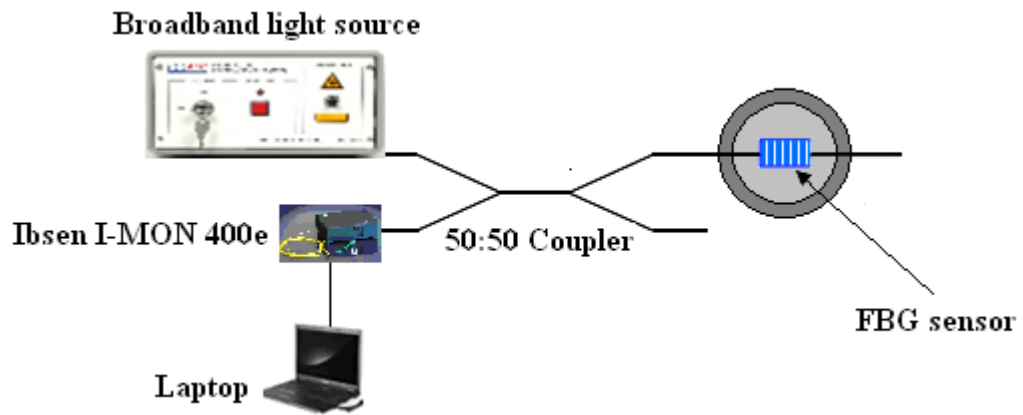 Broadband light source
Ibsen I-MON 400e
50:50 Coupler
FBG sensor
Laptop